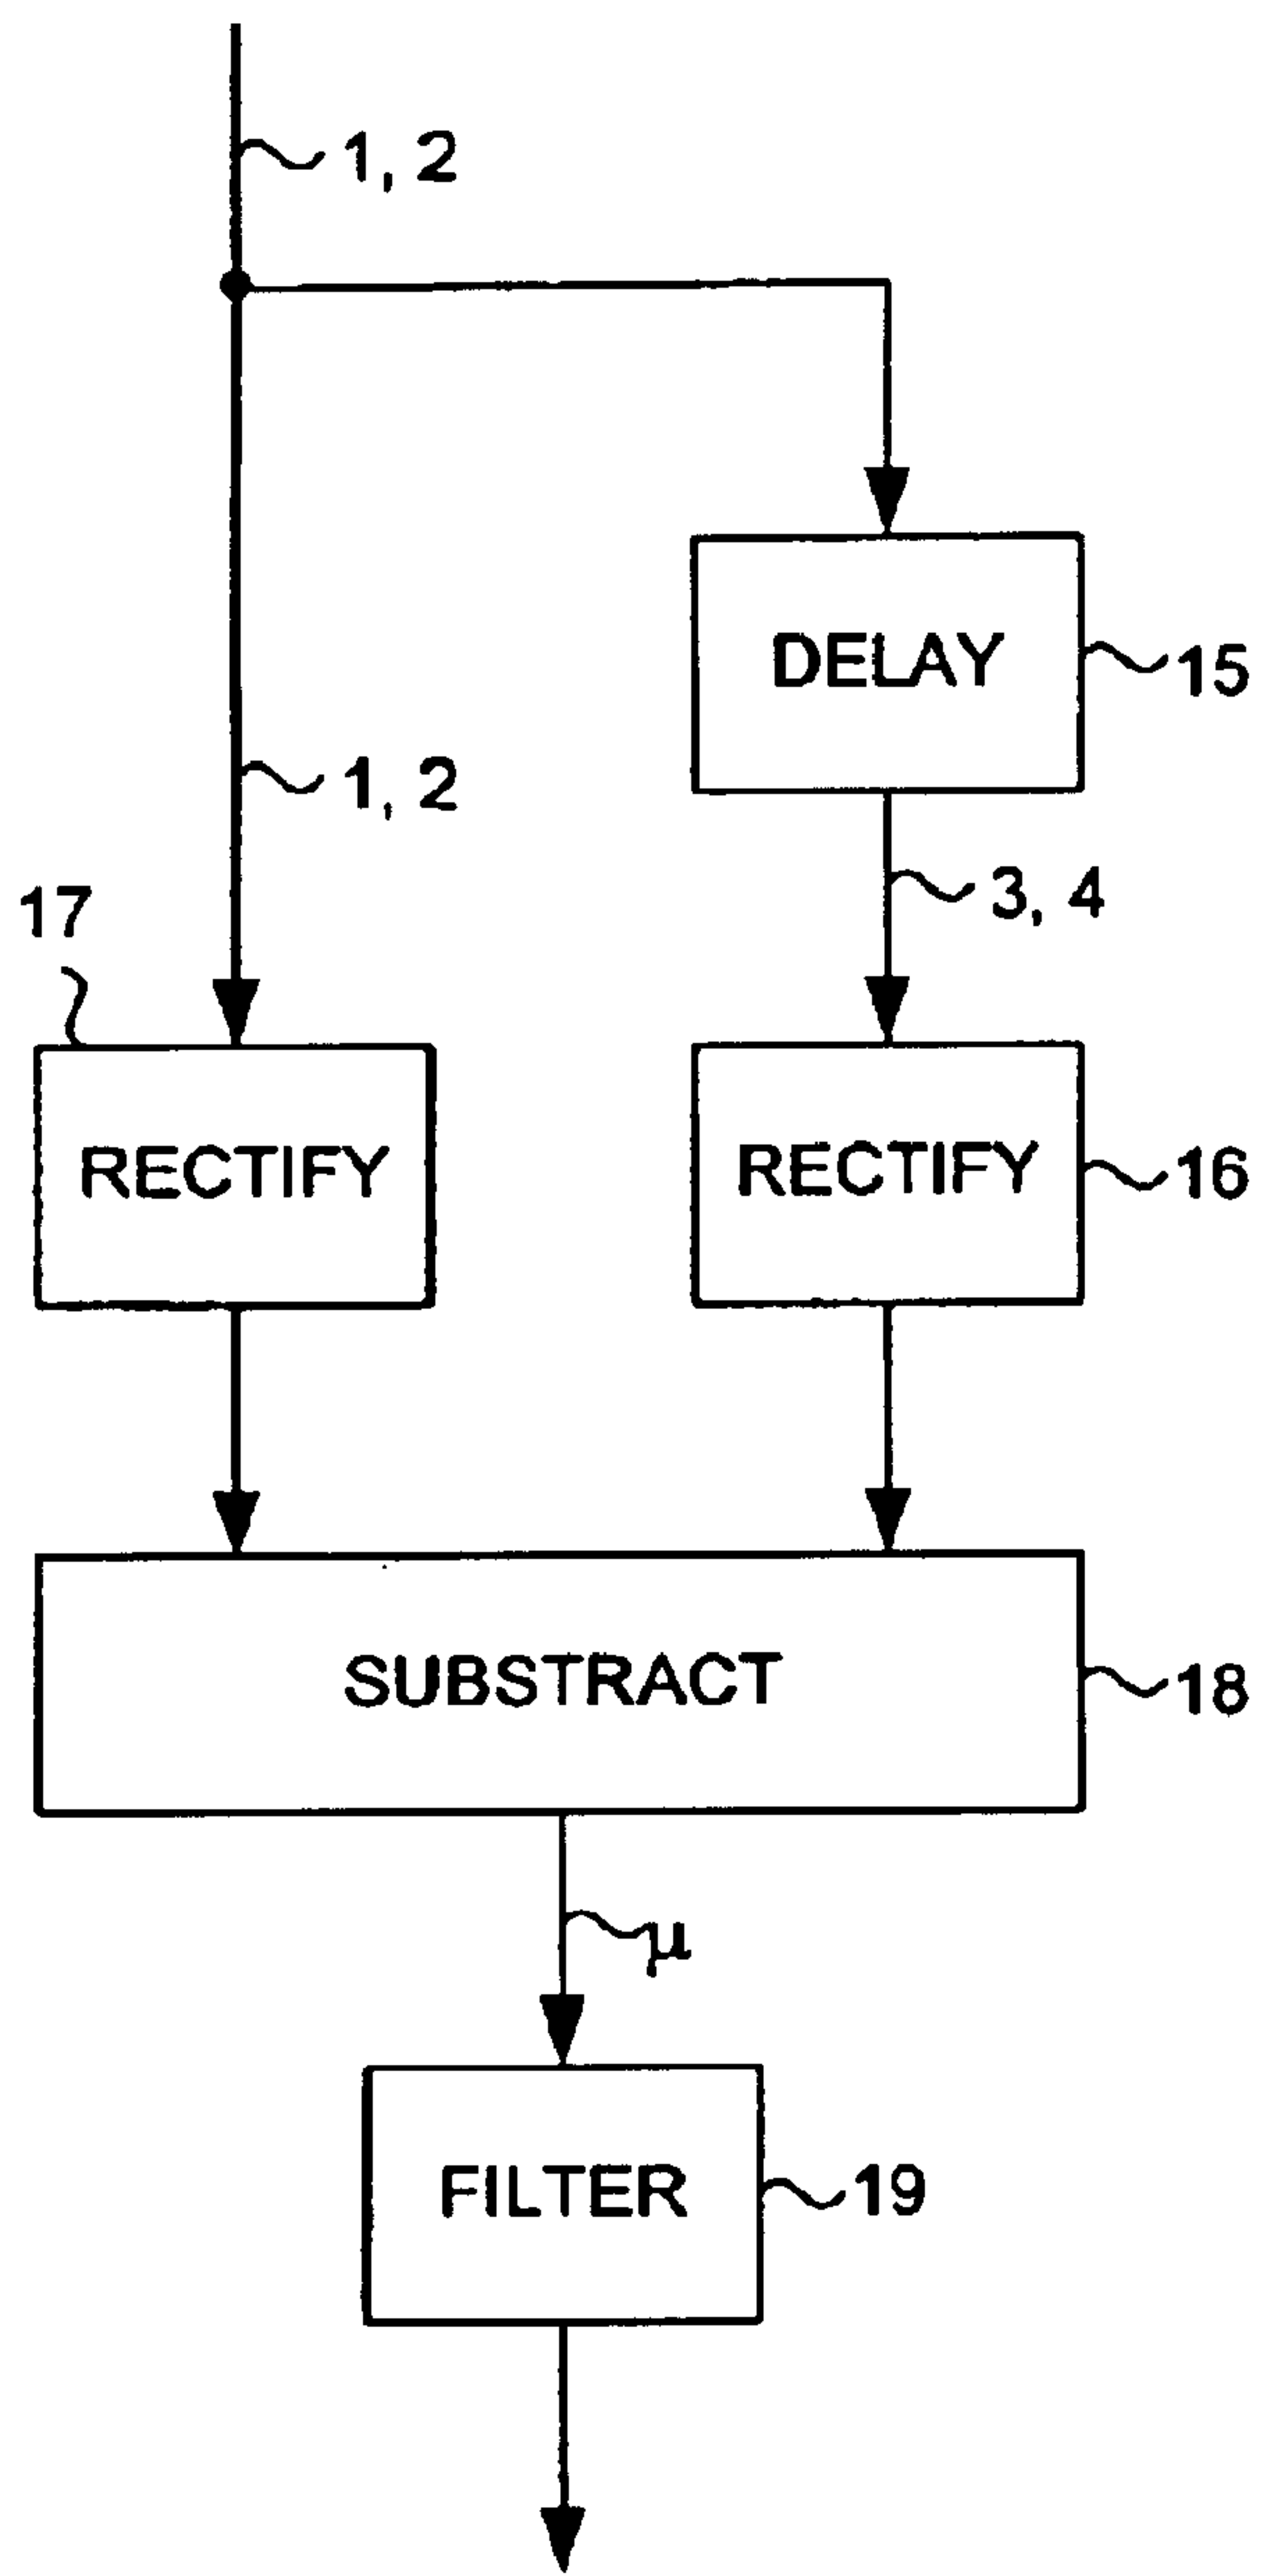 1, 2
DELAY
15
1, 2
3, 4
17
RECTIFY
RECTIFY
16
SUBSTRACT
18
μ
FILTER
19